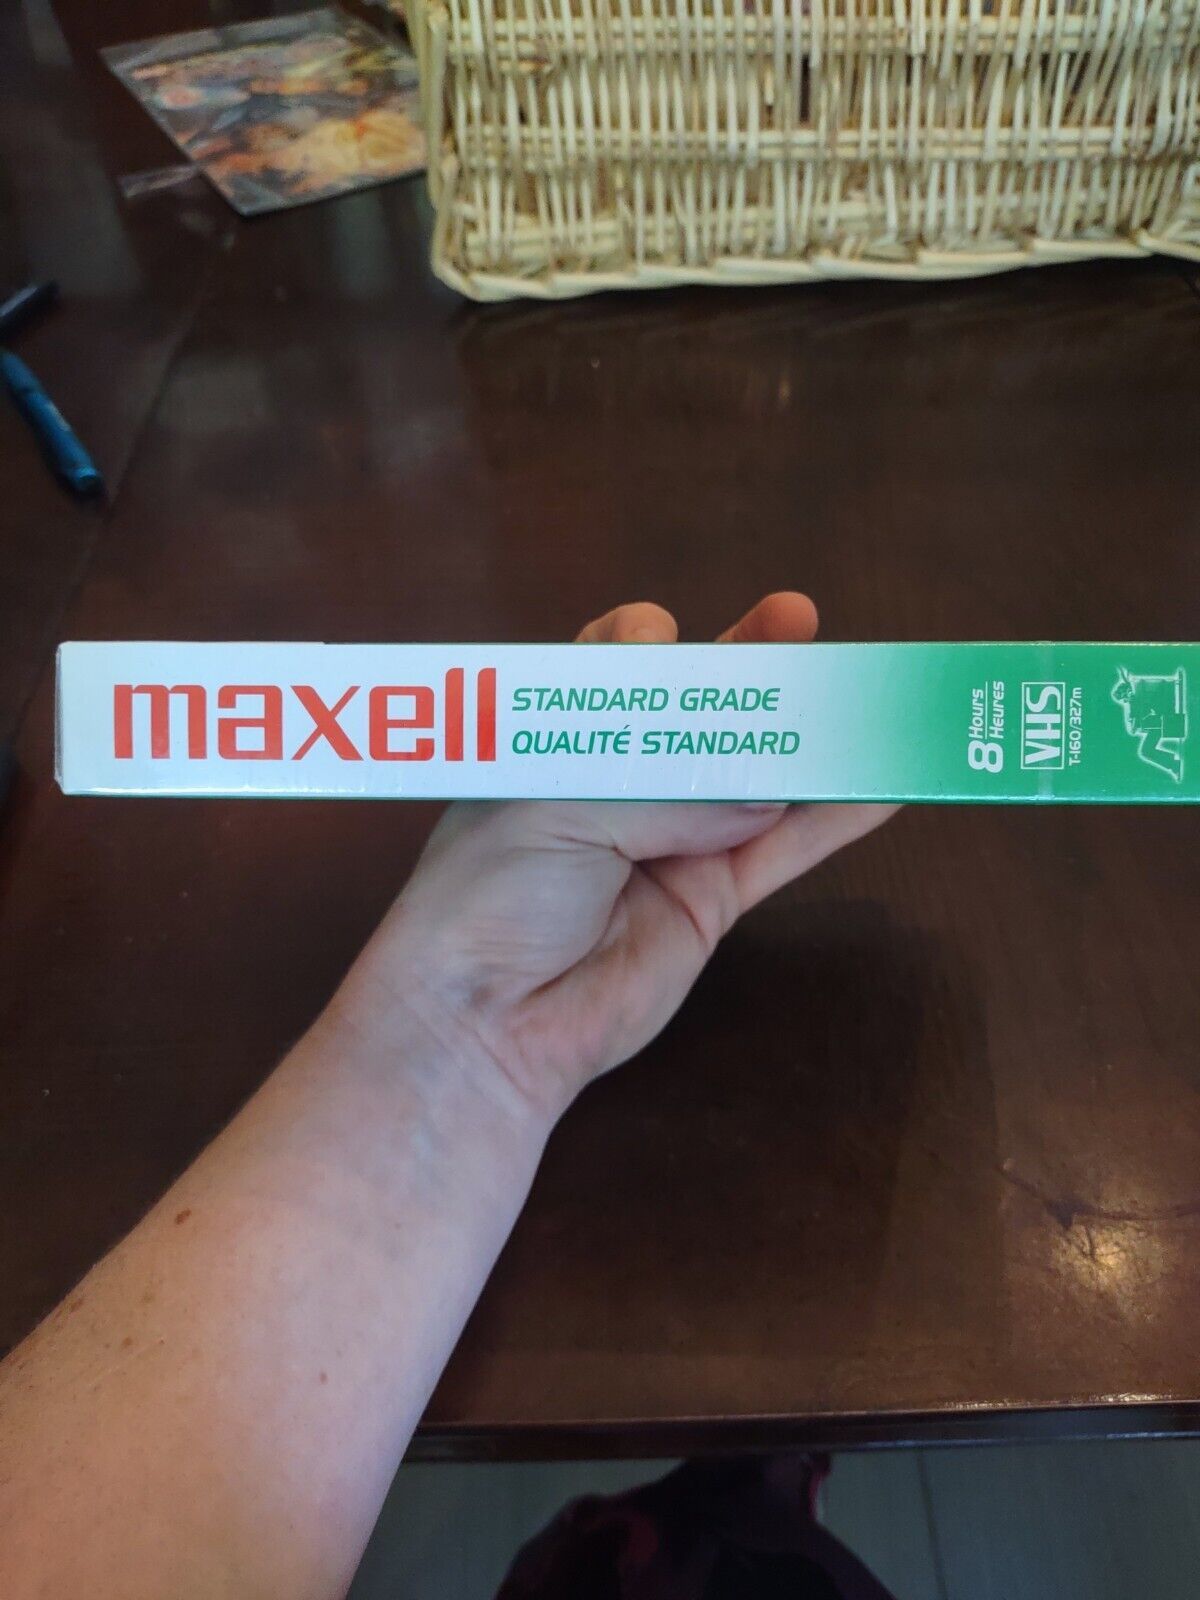 maxell
STANDARD GRADE
QUALITÉ STANDARD
8 Hours
Heures
VHS
T-160/327m